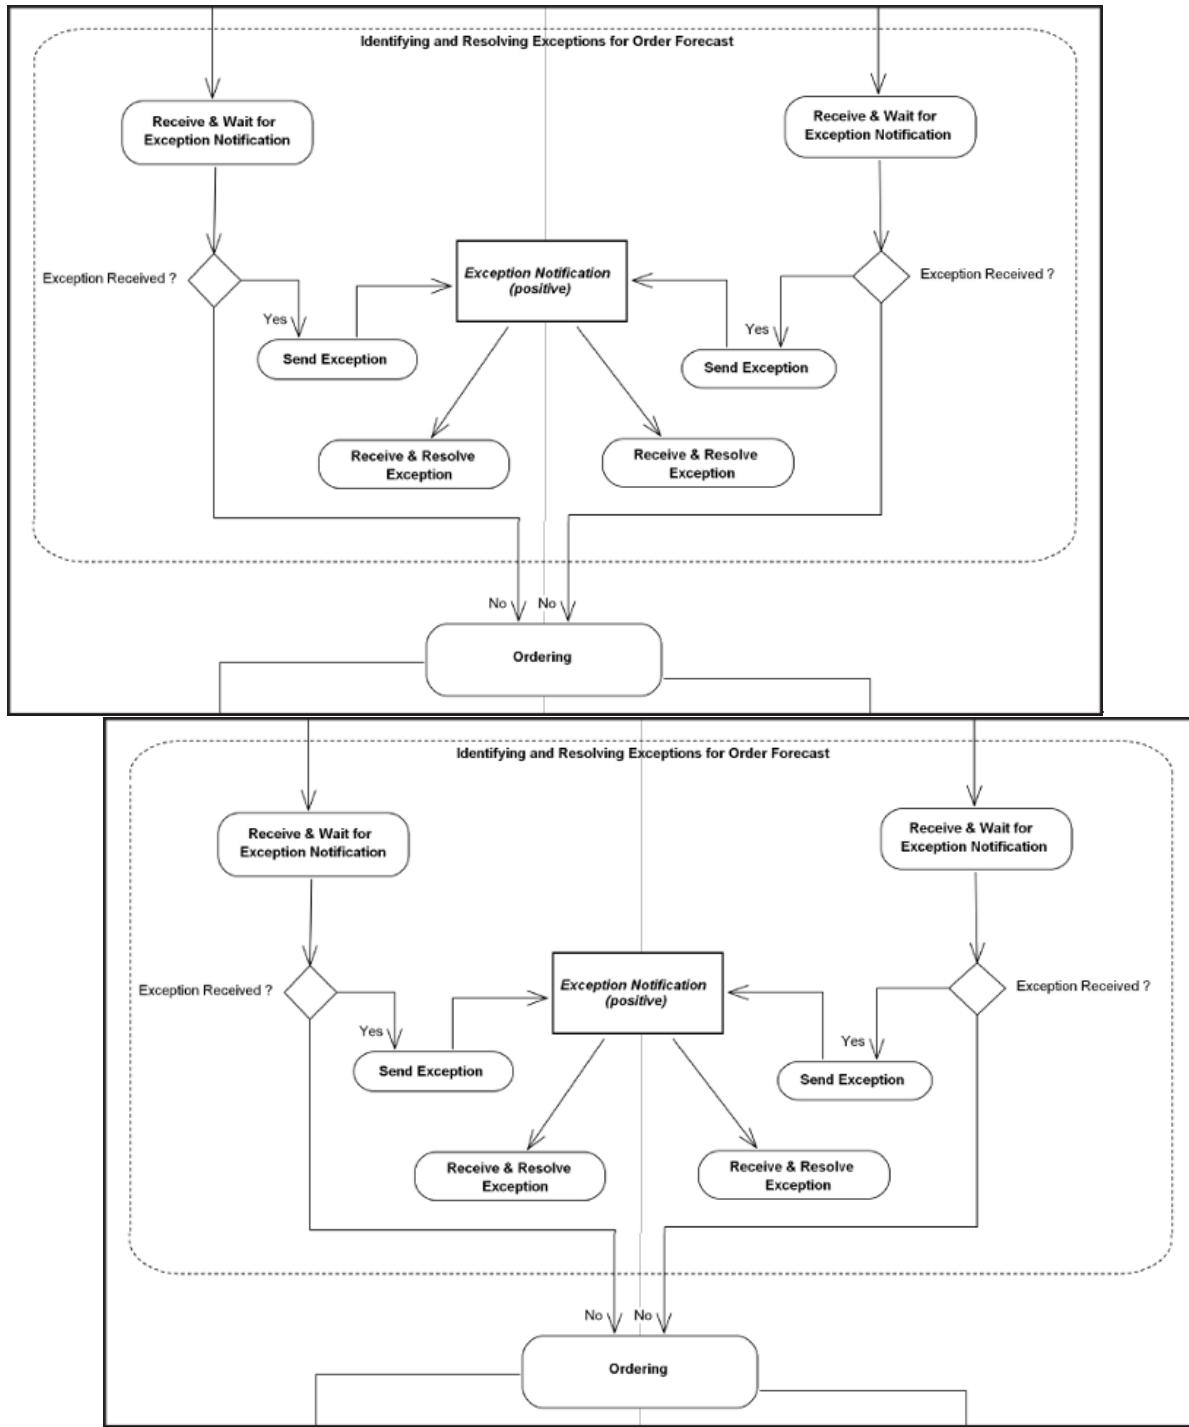 Identifying and Resolving Exceptions for Order Forecast
Receive & Wait for
Exception Notification
Receive & Wait for
Exception Notification
Exception Received ?
Exception Notification
(positive)
Exception Received ?
Yes
Yes
Send Exception
Send Exception
Receive & Resolve
Exception
Receive & Resolve
Exception
No
No
Ordering
Identifying and Resolving Exceptions for Order Forecast
Receive & Wait for
Exception Notification
Receive & Wait for
Exception Notification
Exception Received ?
Exception Notification
(positive)
Exception Received ?
Yes
Yes
Send Exception
Send Exception
Receive & Resolve
Exception
Receive & Resolve
Exception
No
No
Ordering